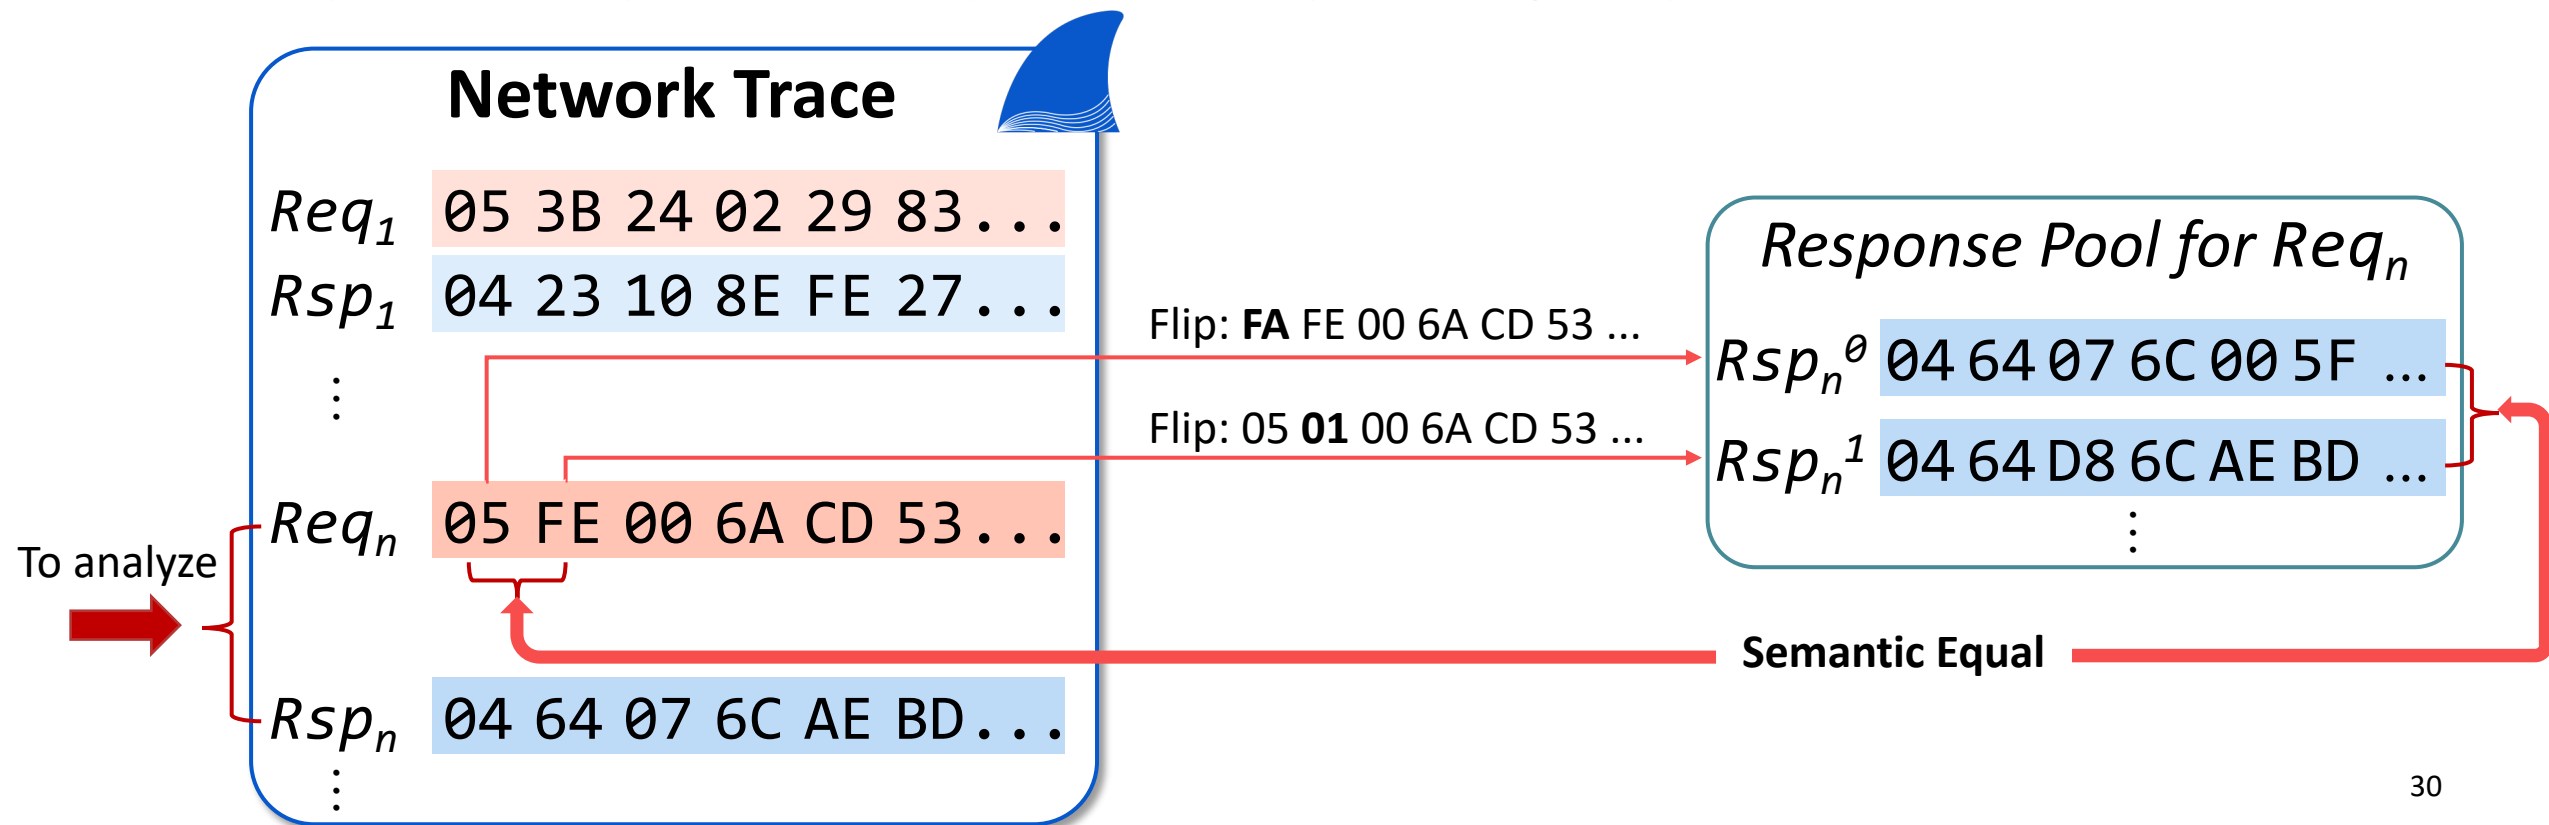 Network Trace
Req1 05 3B 24 02 29 83...
Rsp1 04 23 10 8E FE 27...
⋮
Reqn 05 FE 00 6A CD 53...
Rspn 04 64 07 6C AE BD...
⋮
To analyze
Flip: FA FE 00 6A CD 53 ...
Flip: 05 01 00 6A CD 53 ...
Response Pool for Reqn
Rspn0 04 64 07 6C 00 5F ...
Rspn1 04 64 D8 6C AE BD ...
⋮
Semantic Equal
30